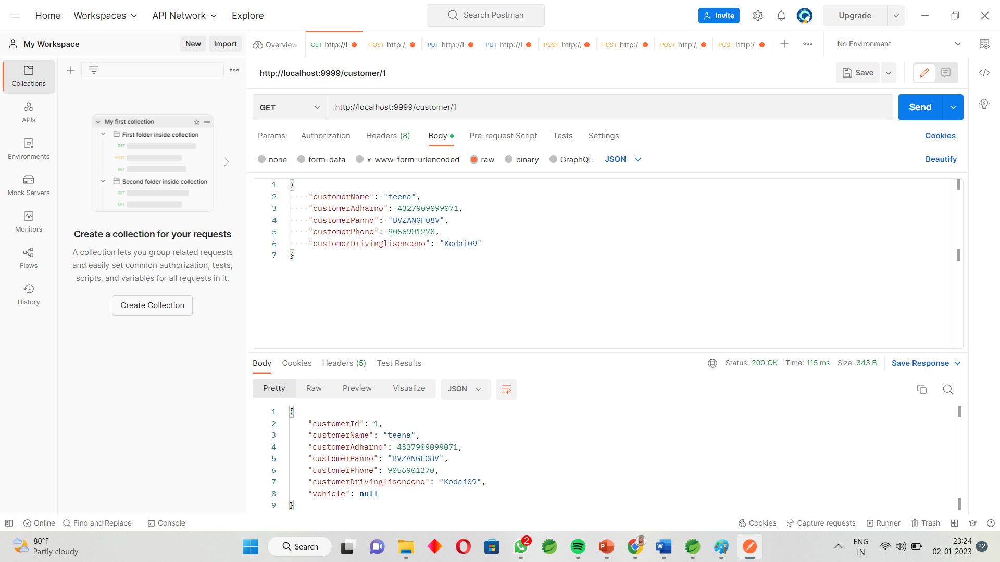 Home
Workspaces
API Network
Explore
Search Postman
Invite
Upgrade
My Workspace
New
Import
Overview
GET http://l
POST http:/
PUT http://l
PUT http://l
POST http:/
POST http:/
POST http:/
POST http:/
No Environment
Collections
APIs
Environments
Mock Servers
Monitors
Flows
History
My first collection
First folder inside collection
GET
POST
GET
Second folder inside collection
GET
GET
Create a collection for your requests
A collection lets you group related requests
and easily set common authorization, tests,
scripts, and variables for all requests in it.
Create Collection
http://localhost:9999/customer/1
Save
GET
http://localhost:9999/customer/1
Send
Params
Authorization
Headers (8)
Body
Pre-request Script
Tests
Settings
Cookies
none
form-data
x-www-form-urlencoded
raw
binary
GraphQL
JSON
Beautify
1 {
2 "customerName": "teena",
3 "customerAdharno": 4327909099071,
4 "customerPanno": "BVZANGFO8V",
5 "customerPhone": 9056901270,
6 "customerDrivinglisenceno": "Kodai09"
7 }
Body
Cookies
Headers (5)
Test Results
Status: 200 OK
Time: 115 ms
Size: 343 B
Save Response
Pretty
Raw
Preview
Visualize
JSON
1 {
2 "customerId": 1,
3 "customerName": "teena",
4 "customerAdharno": 4327909099071,
5 "customerPanno": "BVZANGFO8V",
6 "customerPhone": 9056901270,
7 "customerDrivinglisenceno": "Kodai09",
8 "vehicle": null
9 }
Online
Find and Replace
Console
Cookies
Capture requests
Runner
Trash
80°F
Partly cloudy
Search
2
ENG
IN
23:24
02-01-2023
22